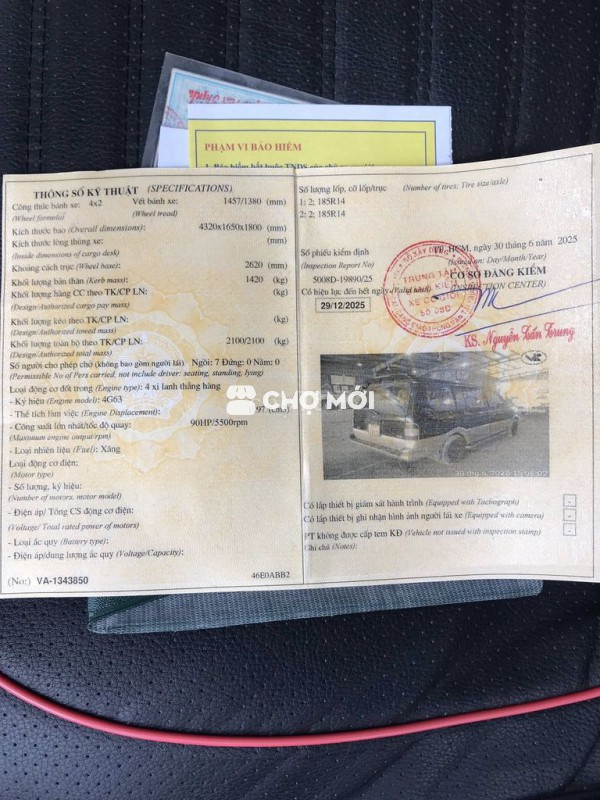 PHẠM VI BẢO HIỂM
THÔNG SỐ KỸ THUẬT (SPECIFICATIONS)
Công thức bánh xe: 4x2 Vết bánh xe: 1457/1380 (mm)
(Wheel formula) (Wheel tread)
Kích thước bao (Overall dimensions): 4320x1650x1800 (mm)
Kích thước lòng thùng xe: (mm)
(Inside dimensions of cargo desk)
Khoảng cách trục (Wheel base): 2620 (mm)
Khối lượng bản thân (Kerb mass): 1420 (kg)
Khối lượng hàng CC theo TK/CP LN: (kg)
(Design/Authorized cargo pay mass)
Khối lượng kéo theo TK/CP LN: (kg)
(Design/Authorized towed mass)
Khối lượng toàn bộ theo TK/CP LN: 2100/2100 (kg)
(Design/Authorized total mass)
Số người cho phép chở (không bao gồm người lái) Ngồi: 7 Đứng: 0 Nằm: 0
(Permissible No of Pers carried, not include driver: seating, standing, lying)
Loại động cơ đốt trong (Engine type): 4 xi lanh thẳng hàng
- Ký hiệu (Engine model): 4G63
- Thể tích làm việc (Engine Displacement): 97 (cm3)
- Công suất lớn nhất/tốc độ quay: 90HP/5500rpm
(Maximum engine output/rpm)
- Loại nhiên liệu (Fuel): Xăng
Loại động cơ điện:
(Motor type)
- Số lượng, ký hiệu:
(Number of motors, motor model)
- Điện áp/ Tổng CS động cơ điện:
(Voltage/ Total rated power of motors)
- Loại ắc quy (Battery type):
- Điện áp/dung lượng ắc quy (Voltage/Capacity):
46E0ABB2
(No:) VA-1343850
Số lượng lốp, cỡ lốp/trục (Number of tires: Tire size/axle)
1: 2; 185R14
2: 2; 185R14
TP. HCM, ngày 30 tháng 6 năm 2025
Số phiếu kiểm định (Issued on: Day/Month/Year)
(Inspection Report No) CƠ SỞ ĐĂNG KIỂM
5008D-19890/25 (INSPECTION CENTER)
Có hiệu lực đến hết ngày (Valid until)
29/12/2025
TRUNG TÂM
XE CƠ GIỚI
KS. Nguyễn Tấn Trung
CHỢ MỚI
Có lắp thiết bị giám sát hành trình (Equipped with Tachograph)
Có lắp thiết bị ghi nhận hình ảnh người lái xe (Equipped with camera)
PT không được cấp tem KĐ (Vehicle not issued with inspection stamp)
Ghi chú (Notes):